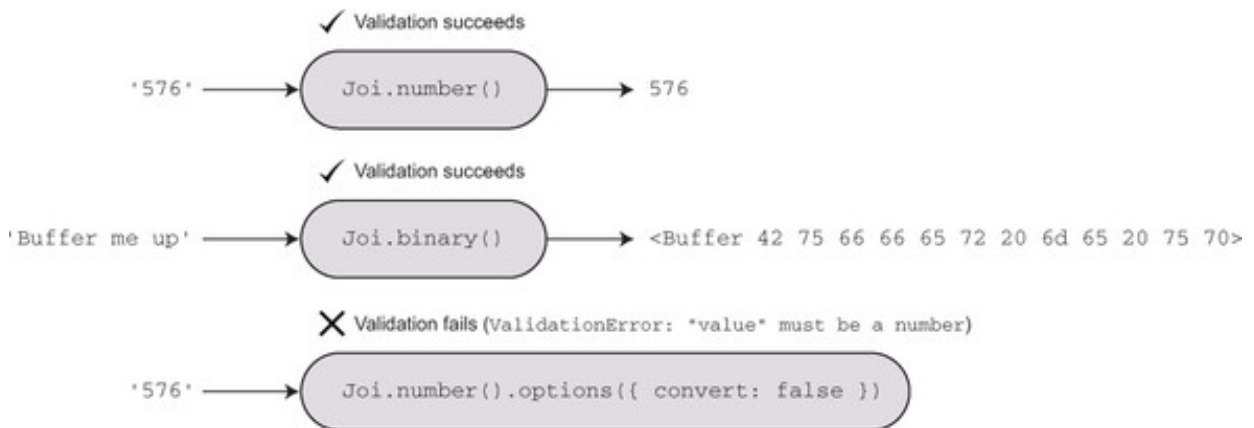 ✓ Validation succeeds
'576' Joi.number() 576
✓ Validation succeeds
'Buffer me up' Joi.binary() <Buffer 42 75 66 66 65 72 20 6d 65 20 75 70>
✗ Validation fails (ValidationError: "value" must be a number)
'576' Joi.number().options({ convert: false })